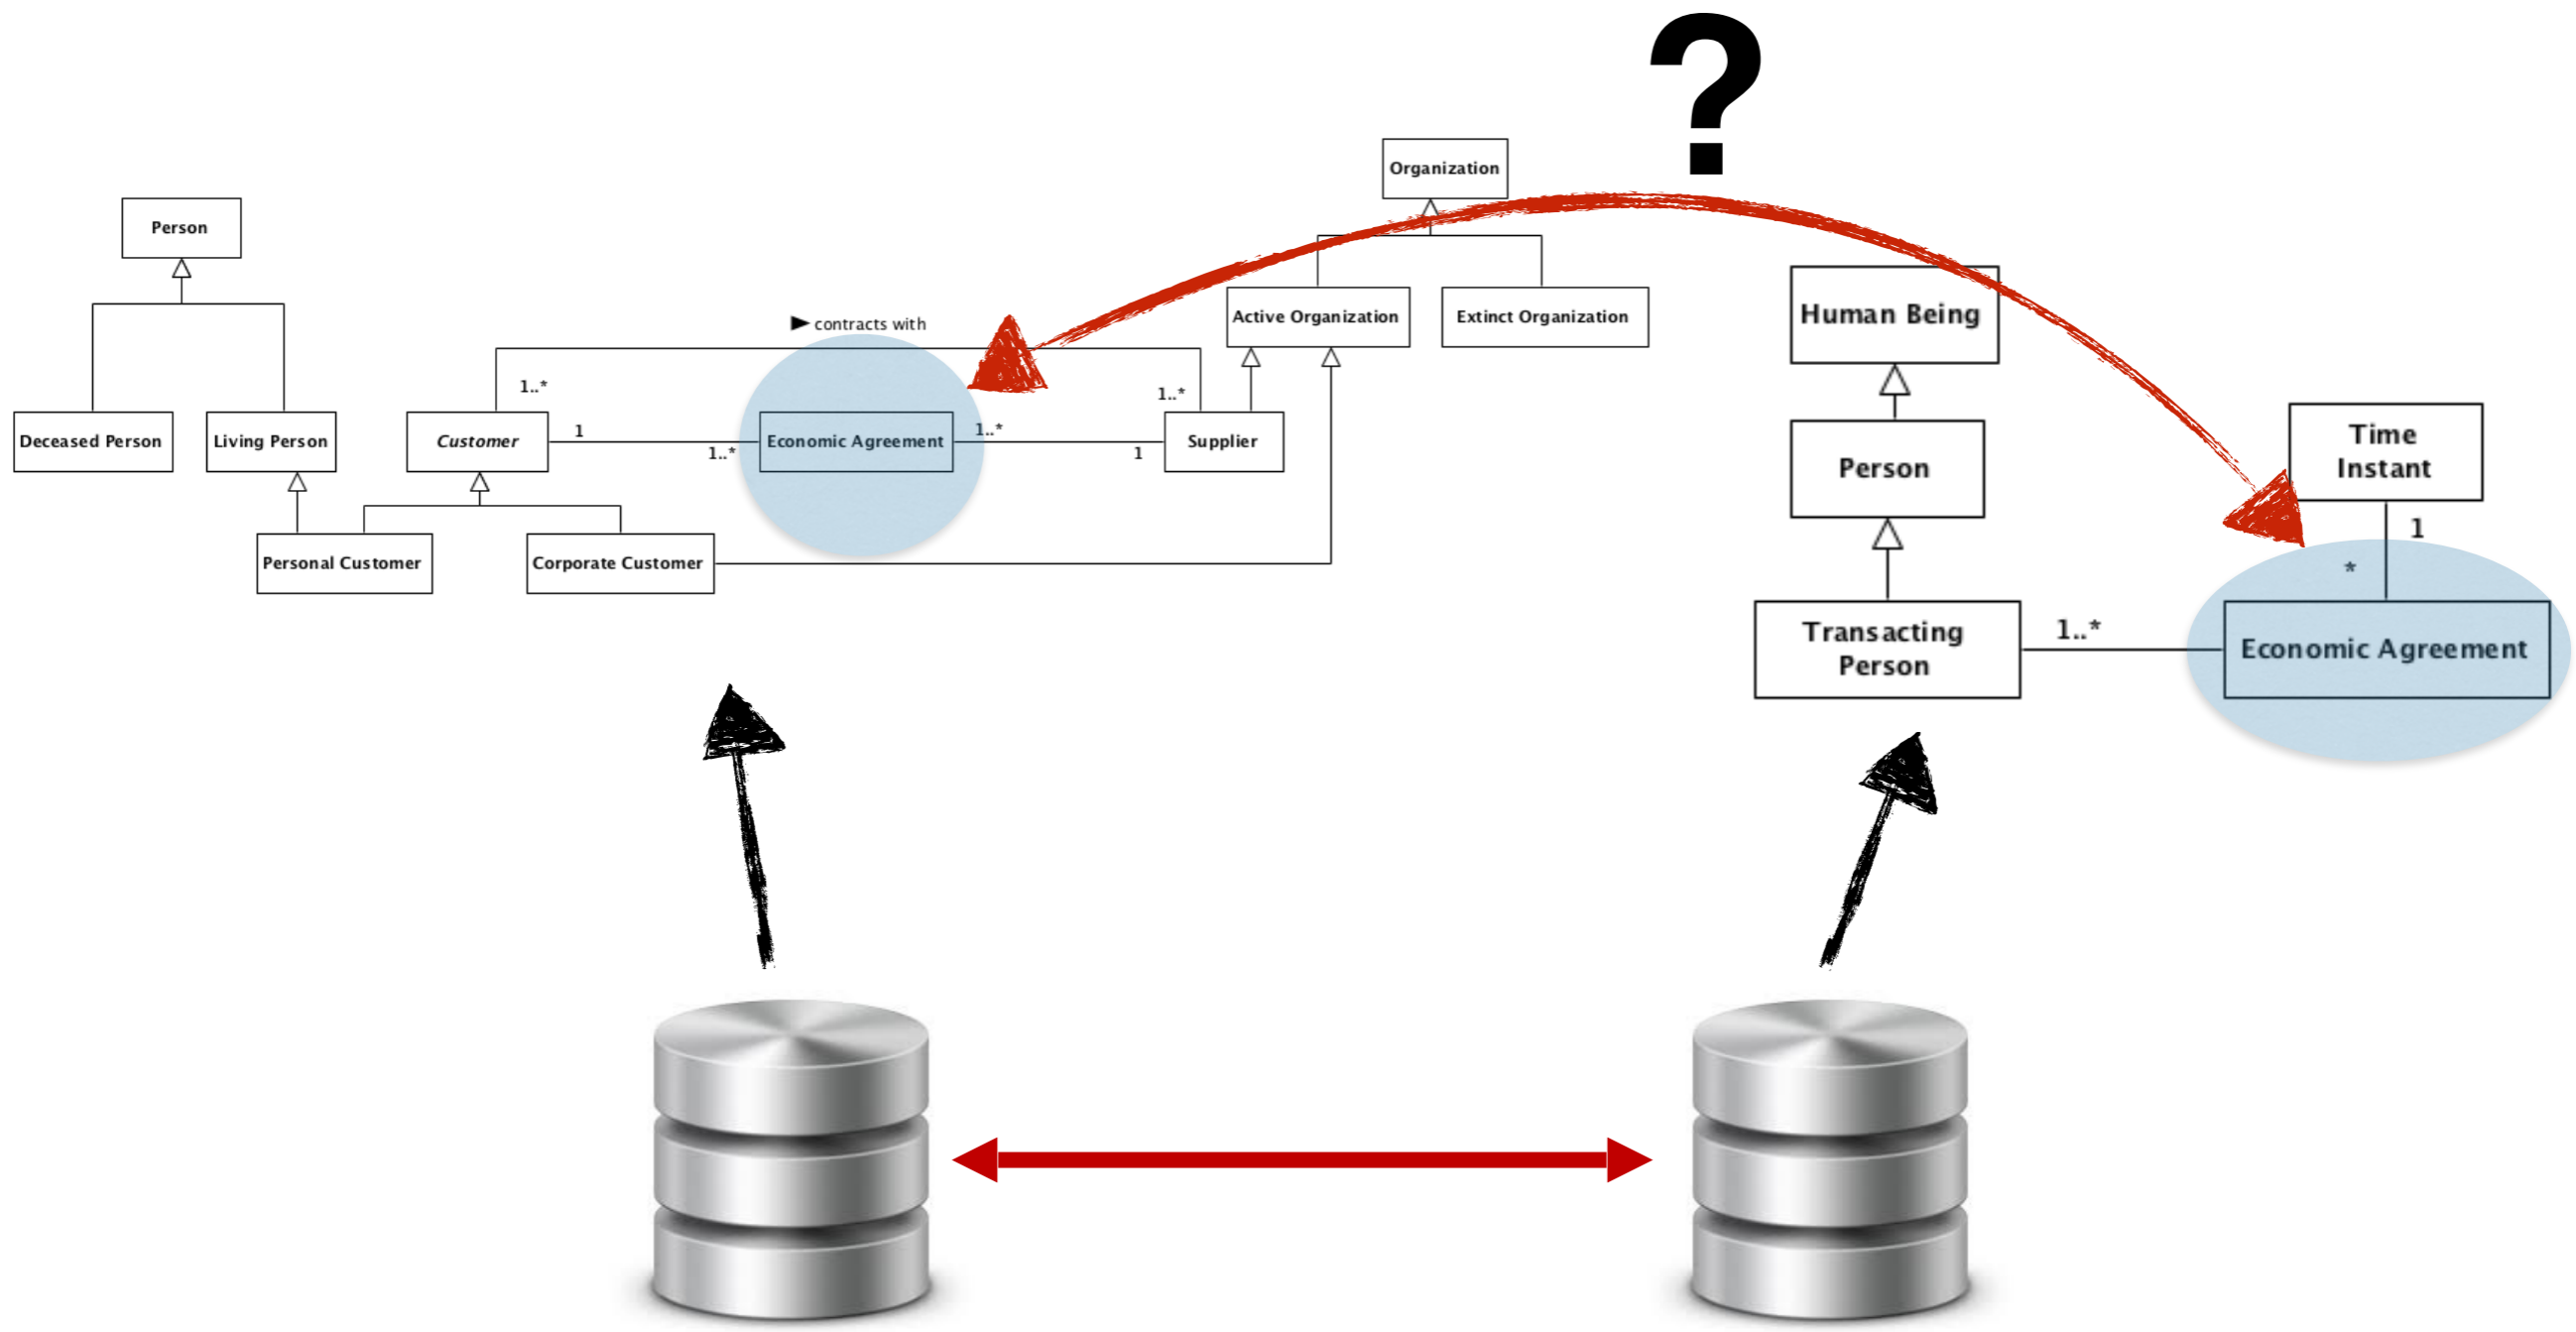 ?
Organization
Person
contracts with
Active Organization
Extinct Organization
Human Being
1..*
1..*
Deceased Person
Living Person
Customer
1
1..*
Economic Agreement
1..*
1
Supplier
Personal Customer
Corporate Customer
Person
Time
Instant
1
*
Transacting
Person
1..*
Economic Agreement